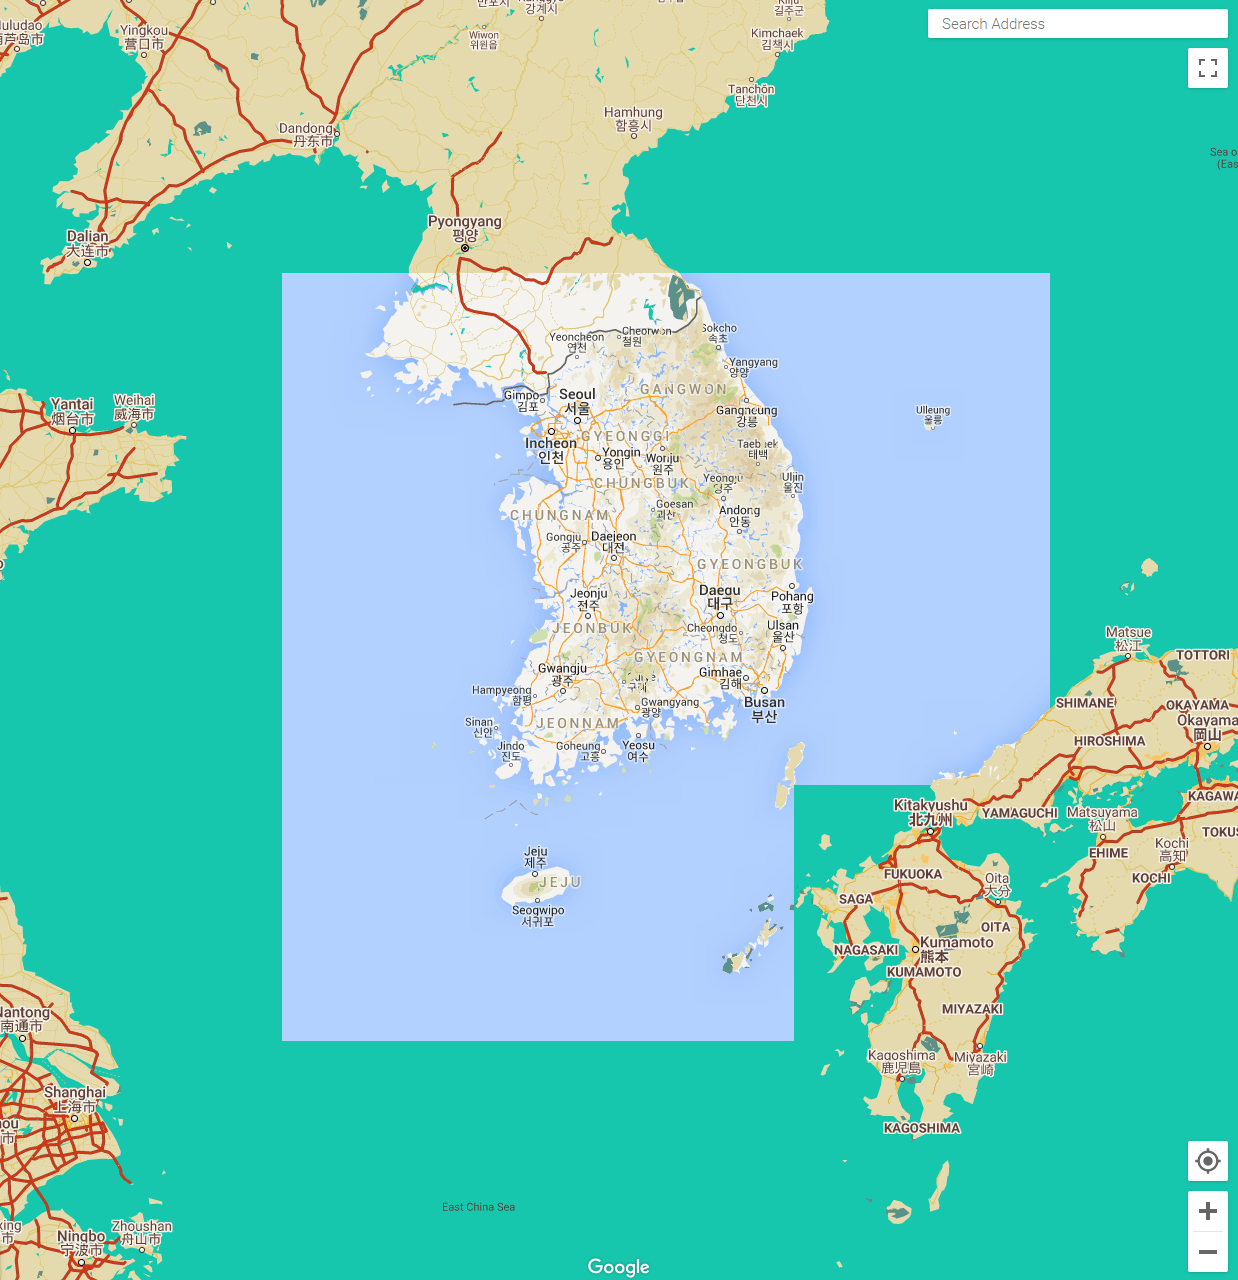 강계시
길주군
Search Address
Huludao
葫芦岛市
Yingkou
营口市
Wiwon
위원읍
Kimchaek
김책시
Tanchŏn
단천시
Hamhung
함흥시
Dandong
丹东市
Sea o
(Eas
Pyongyang
평양
Dalian
大连市
Yeoncheon
연천
Cheorwon
철원
Sokcho
속초
Yangyang
양양
Yantai
烟台市
Weihai
威海市
Gimpo
김포
Seoul
서울
GANGWON
Gangneung
강릉
Ulleung
울릉
Incheon
인천
GYEONGGI
Yongin
용인
Wonju
원주
Taebaek
태백
CHUNGBUK
Yeongju
영주
Uljin
울진
CHUNGNAM
Goesan
괴산
Andong
안동
Gongju
공주
Daejeon
대전
GYEONGBUK
Jeonju
전주
Daegu
대구
Pohang
포항
JEONBUK
Cheongdo
청도
Ulsan
울산
Matsue
松江
TOTTORI
GYEONGNAM
Gwangju
광주
Gimhae
김해
Hampyeong
함평
구례
Busan
부산
Gwangyang
광양
SHIMANE
OKAYAMA
Okayama
岡山
Sinan
신안
JEONNAM
Jindo
진도
Goheung
고흥
Yeosu
여수
HIROSHIMA
KAGAWA
Kitakyushu
北九州
YAMAGUCHI
Matsuyama
松山
TOKUS
Kochi
高知
EHIME
Jeju
제주
JEJU
FUKUOKA
Oita
大分
KOCHI
Seogwipo
서귀포
SAGA
OITA
NAGASAKI
Kumamoto
熊本
KUMAMOTO
Nantong
南通市
MIYAZAKI
Kagoshima
鹿児島
Miyazaki
宮崎
Shanghai
上海市
KAGOSHIMA
East China Sea
Zhoushan
舟山市
Ningbo
宁波市
Google